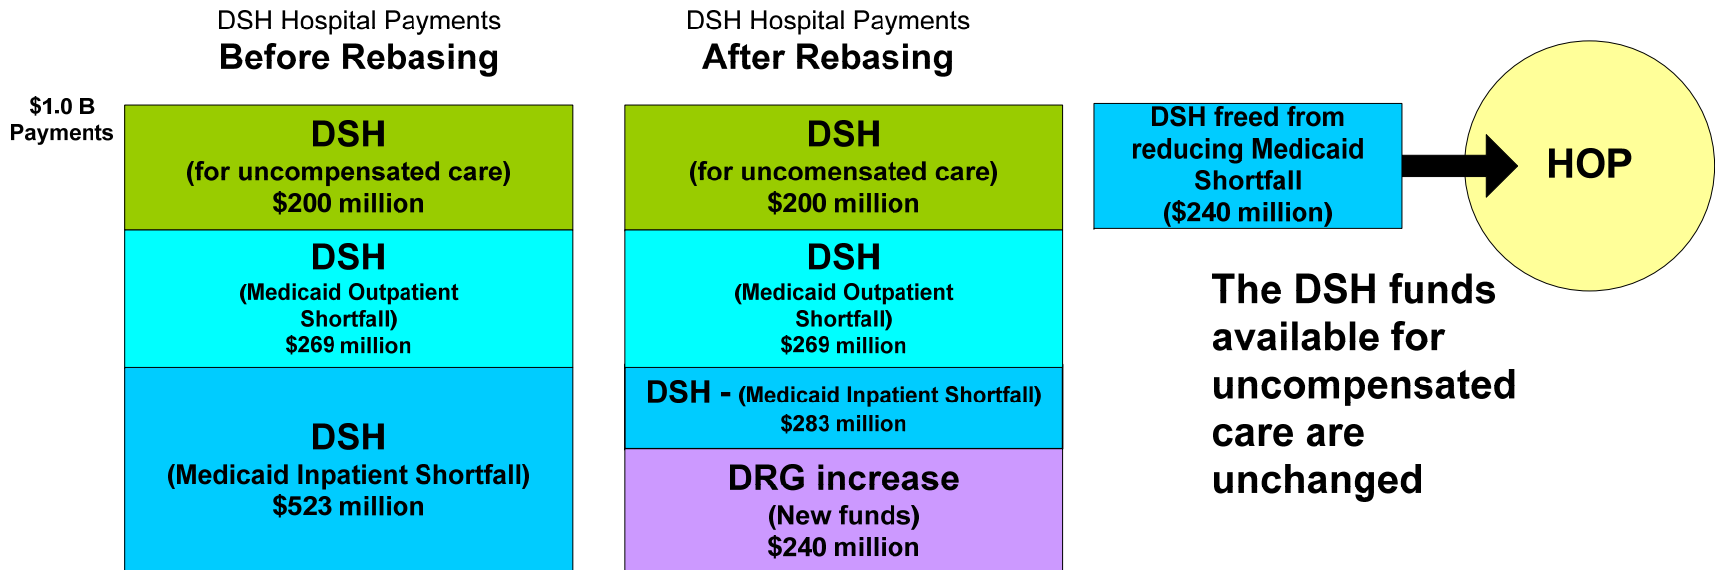 DSH Hospital Payments
Before Rebasing
DSH Hospital Payments
After Rebasing
$1.0 B
Payments
DSH
(for uncompensated care)
$200 million
DSH
(Medicaid Outpatient
Shortfall)
$269 million
DSH
(Medicaid Inpatient Shortfall)
$523 million
DSH
(for uncomensated care)
$200 million
DSH
(Medicaid Outpatient
Shortfall)
$269 million
DSH - (Medicaid Inpatient Shortfall)
$283 million
DRG increase
(New funds)
$240 million
DSH freed from
reducing Medicaid
Shortfall
($240 million)
HOP
The DSH funds
available for
uncompensated
care are
unchanged